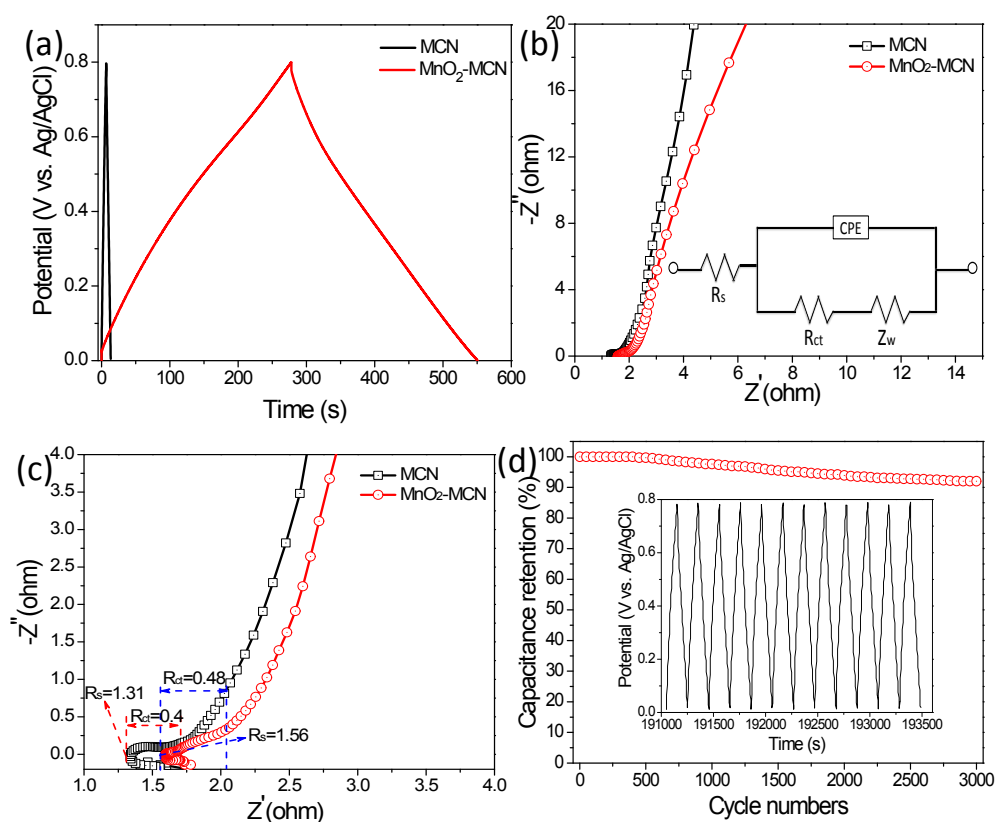 (a)
MCN
MnO2-MCN
Potential (V vs. Ag/AgCl)
0.8
0.6
0.4
0.2
0.0
0 100 200 300 400 500 600
Time (s)
(b)
MCN
MnO2-MCN
-Z"(ohm)
20
16
12
8
4
0
CPE
Rs
Rct
Zw
0 2 4 6 8 10 12 14
Z'(ohm)
(c)
MCN
MnO2-MCN
-Z"(ohm)
4.0
3.5
3.0
2.5
2.0
1.5
1.0
0.5
0.0
Rct=0.48
Rs=1.31
Rct=0.4
Rs=1.56
1.0 1.5 2.0 2.5 3.0 3.5 4.0
Z'(ohm)
(d)
Capacitance retention (%)
100
90
80
70
60
50
40
30
20
10
0
Potential (V vs. Ag/AgCl)
0.8
0.6
0.4
0.2
0.0
191000 191500 192000 192500 193000 193500
Time (s)
0 500 1000 1500 2000 2500 3000
Cycle numbers